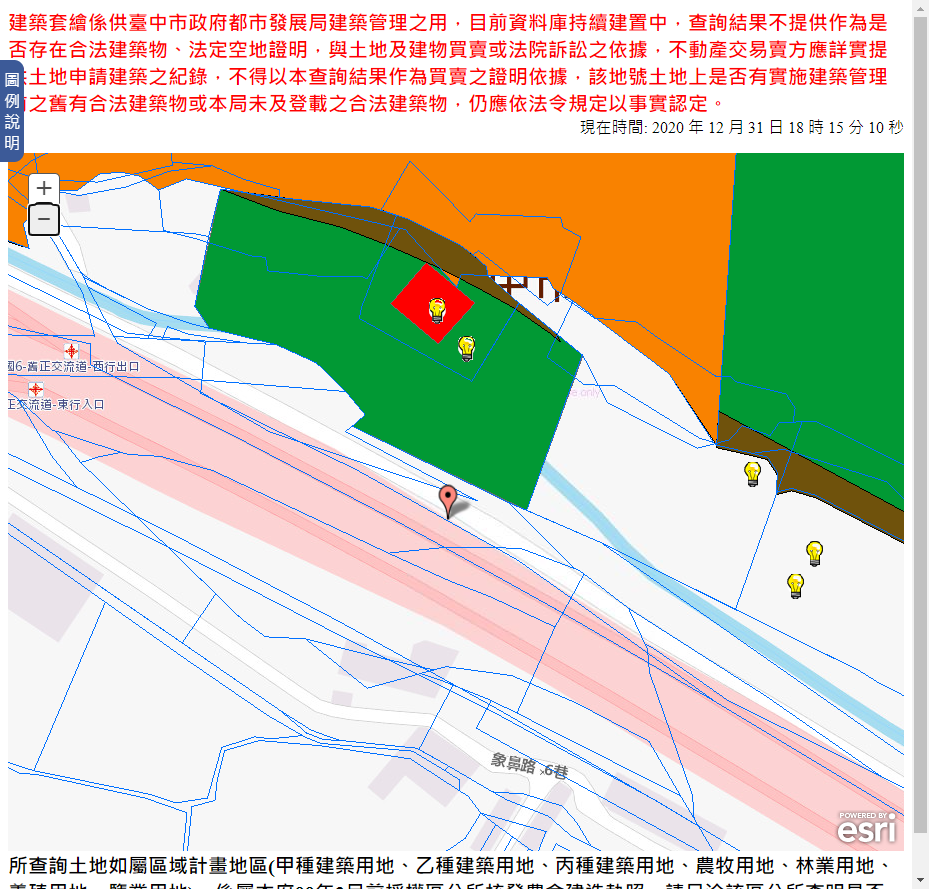 建築套繪係供臺中市政府都市發展局建築管理之用，目前資料庫持續建置中，查詢結果不提供作為是
否存在合法建築物、法定空地證明，與土地及建物買賣或法院訴訟之依據，不動產交易賣方應詳實提
土地申請建築之紀錄，不得以本查詢結果作為買賣之證明依據，該地號土地上是否有實施建築管理
之舊有合法建築物或本局未及登載之合法建築物，仍應依法令規定以事實認定。
圖例說明
現在時間: 2020 年 12 月 31 日 18 時 15 分 10 秒
+
−
國6-舊正交流道-西行出口
正交流道-東行入口
e only
象鼻路 6巷
POWERED BY
esri
所查詢土地如屬區域計畫地區(甲種建築用地、乙種建築用地、丙種建築用地、農牧用地、林業用地、